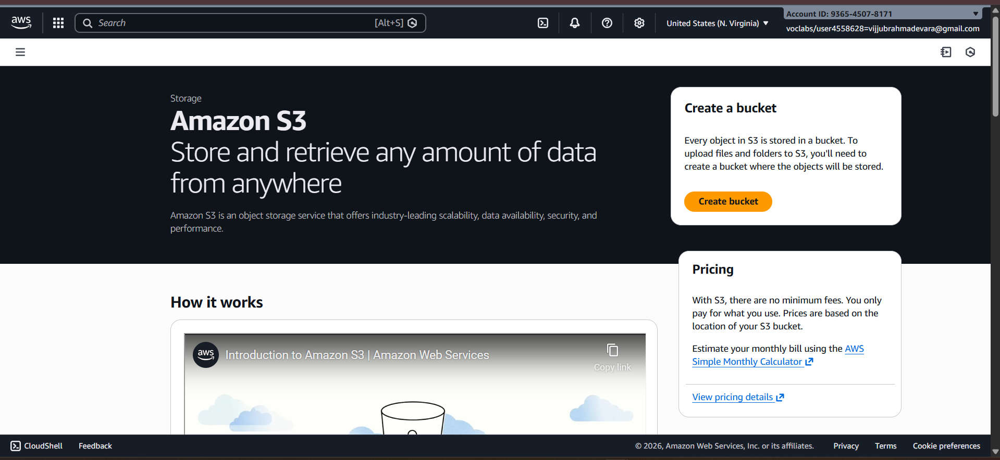 aws
Search
[Alt+S]
United States (N. Virginia)
Account ID: 9365-4507-8171
voclabs/user4558628=vijjubrahmadevara@gmail.com
Storage
Amazon S3
Store and retrieve any amount of data
from anywhere
Amazon S3 is an object storage service that offers industry-leading scalability, data availability, security, and
performance.
Create a bucket
Every object in S3 is stored in a bucket. To
upload files and folders to S3, you'll need to
create a bucket where the objects will be stored.
Create bucket
Pricing
With S3, there are no minimum fees. You only
pay for what you use. Prices are based on the
location of your S3 bucket.
Estimate your monthly bill using the AWS
Simple Monthly Calculator
View pricing details
How it works
aws
Introduction to Amazon S3 | Amazon Web Services
Copy link
CloudShell
Feedback
© 2026, Amazon Web Services, Inc. or its affiliates.
Privacy
Terms
Cookie preferences